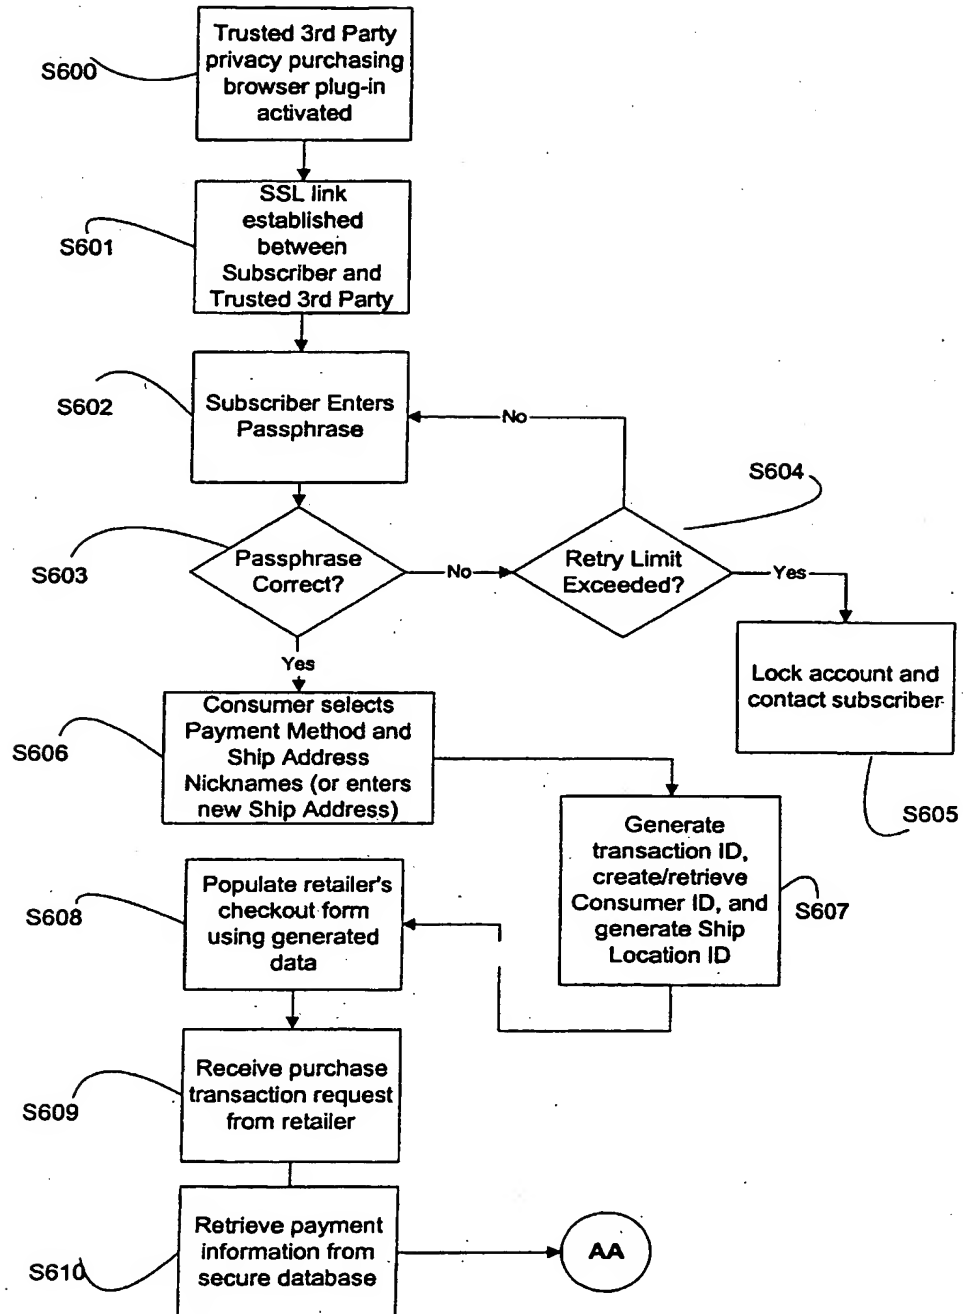 Trusted 3rd Party
privacy purchasing
browser plug-in
activated
S600
SSL link
established
between
Subscriber and
Trusted 3rd Party
S601
Subscriber Enters
Passphrase
S602
No
S604
Passphrase
Correct?
S603
No
Retry Limit
Exceeded?
Yes
Yes
Lock account and
contact subscriber
S605
Consumer selects
Payment Method and
Ship Address
Nicknames (or enters
new Ship Address)
S606
Generate
transaction ID,
create/retrieve
Consumer ID, and
generate Ship
Location ID
S607
Populate retailer's
checkout form
using generated
data
S608
Receive purchase
transaction request
from retailer
S609
Retrieve payment
information from
secure database
S610
AA